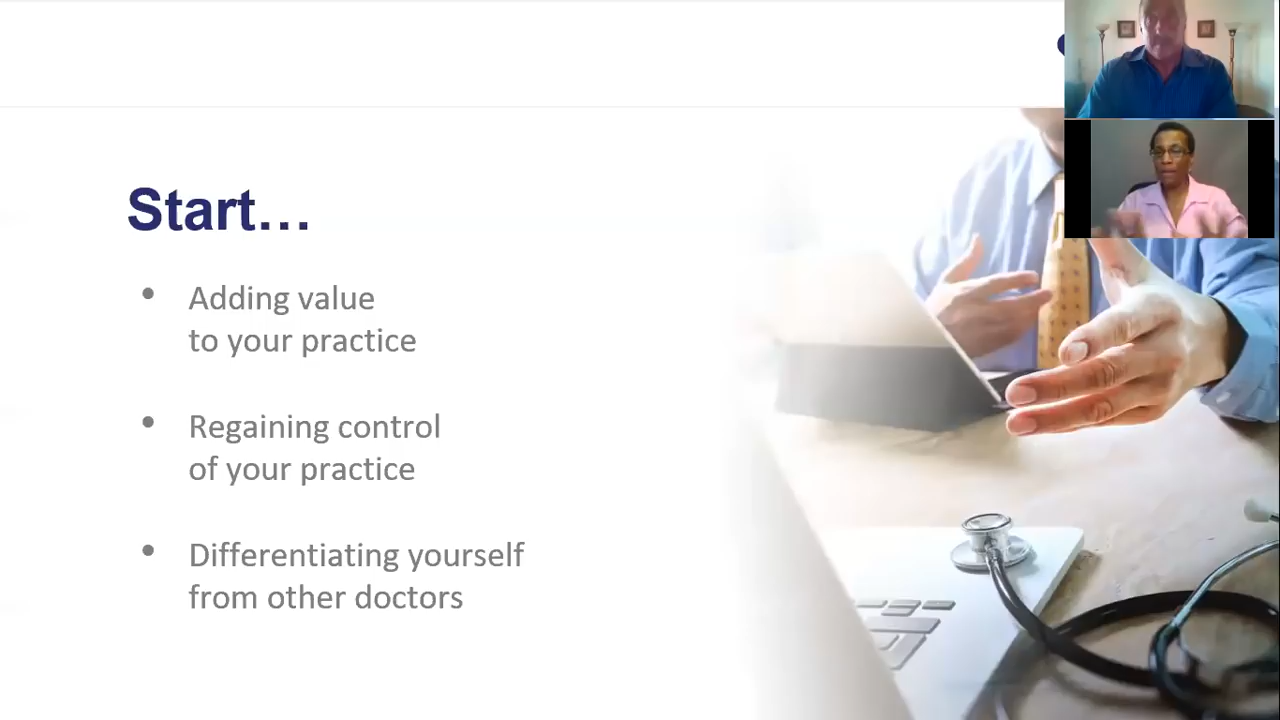 Start…
• Adding value
to your practice
• Regaining control
of your practice
• Differentiating yourself
from other doctors